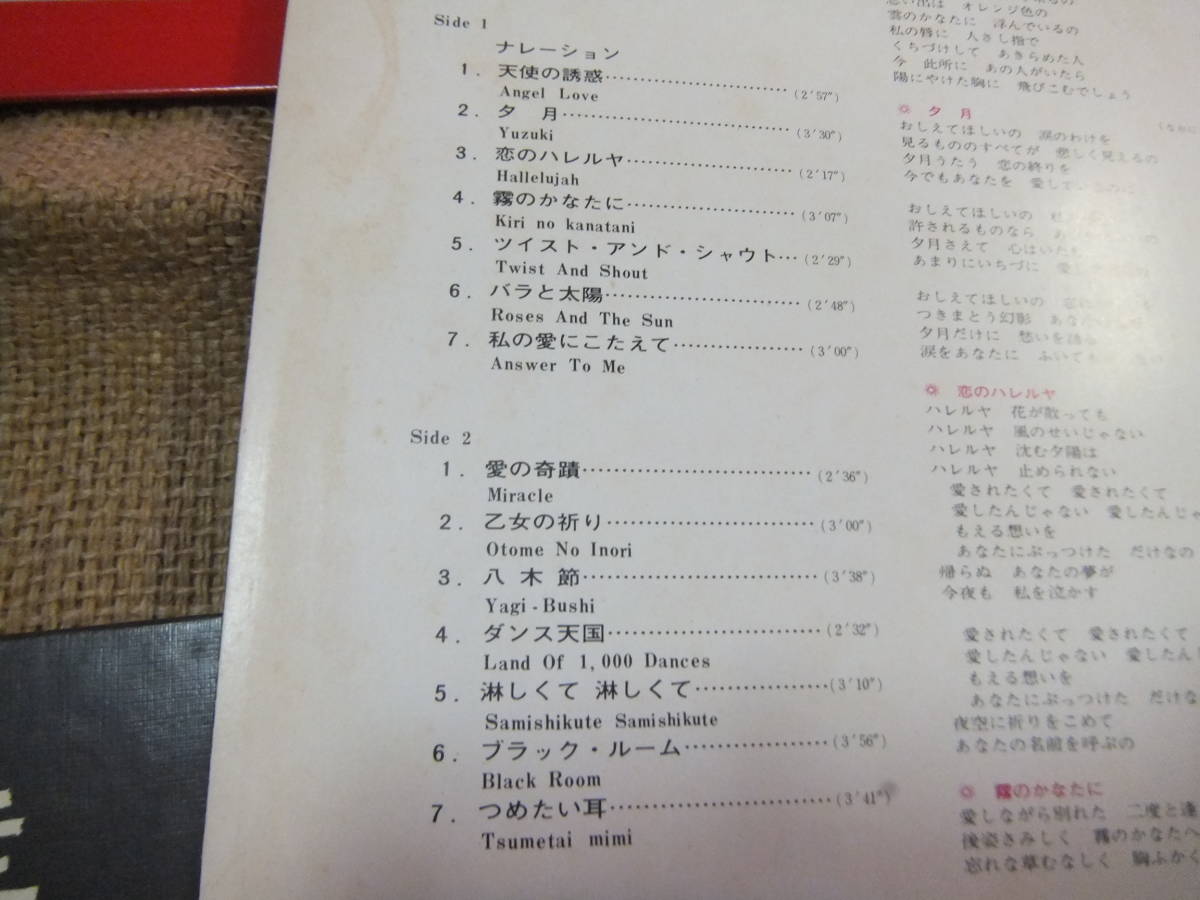 Side 1
ナレーション
1. 天使の誘惑……………………………(2′57″)
Angel Love
2. 夕 月……………………………(3′30″)
Yuzuki
3. 恋のハレルヤ……………………(2′17″)
Hallelujah
4. 霧のかなたに……………………(3′07″)
Kiri no kanatani
5. ツイスト・アンド・シャウト…(2′29″)
Twist And Shout
6. バラと太陽………………………(2′48″)
Roses And The Sun
7. 私の愛にこたえて………………(3′00″)
Answer To Me
Side 2
1. 愛の奇蹟…………………………(2′36″)
Miracle
2. 乙女の祈り………………………(3′00″)
Otome No Inori
3. 八 木 節…………………………(3′38″)
Yagi-Bushi
4. ダンス天国………………………(2′32″)
Land Of 1,000 Dances
5. 淋しくて 淋しくて………………(3′10″)
Samishikute Samishikute
6. ブラック・ルーム………………(3′56″)
Black Room
7. つめたい耳………………………(3′41″)
Tsumetai mimi
思い出は オレンジ色の
雲のかなたに 浮んでいるの
私の唇に 人さし指で
くちづけして あきらめた人
今 此所に あの人がいたら
陽にやけた胸に 飛びこむでしょう
夕 月
おしえてほしいの 涙のわけを
見るもののすべてが 悲しく見えるの
夕月うたう 恋の終りを
今でもあなたを 愛して
おしえてほしいの
許されるものなら
夕月さえて 心は
あまりにいちづに
おしえてほしいの
つきまとう幻影
夕月だけに 愁いを
涙をあなたに ふいて
恋のハレルヤ
ハレルヤ 花が散っても
ハレルヤ 風のせいじゃない
ハレルヤ 沈む夕陽は
ハレルヤ 止められない
愛されたくて 愛されたくて
愛したんじゃない 愛したん
もえる想いを
あなたにぶっつけた だけなの
帰らぬ あなたの夢が
今夜も 私を泣かす
愛されたくて 愛されたくて
愛したんじゃない 愛した
もえる想いを
あなたにぶっつけた だけな
夜空に祈りをこめて
あなたの名前を呼ぶの
霧のかなたに
愛しながら別れた 二度と逢
後姿さみしく 霧のかなたへ
忘れな草むなしく 胸ふかく